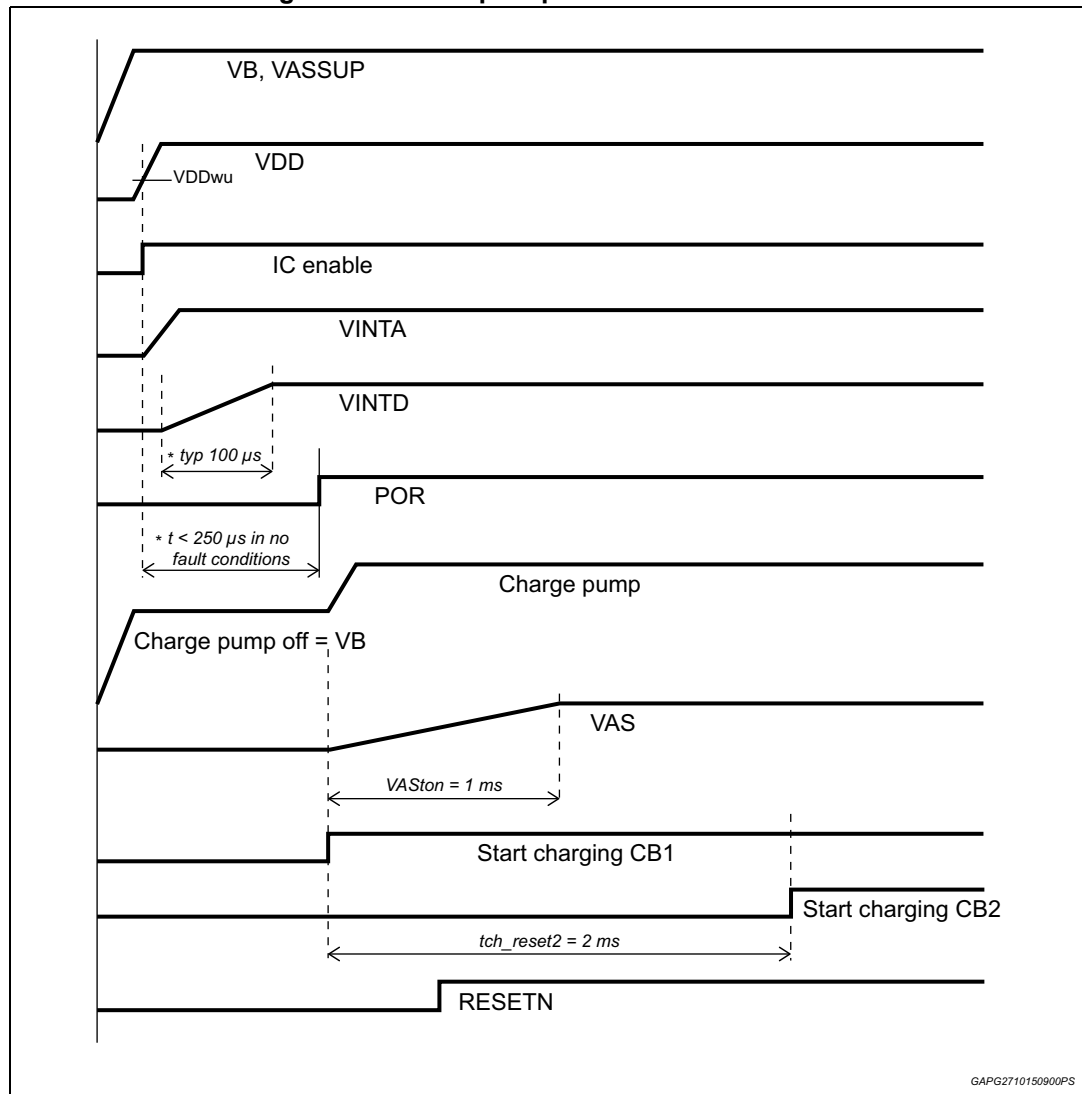 VB, VASSUP
VDD
VDDwu
IC enable
VINTA
VINTD
* typ 100 µs
POR
* t < 250 µs in no
fault conditions
Charge pump
Charge pump off = VB
VAS
VASton = 1 ms
Start charging CB1
Start charging CB2
tch_reset2 = 2 ms
RESETN
GAPG2710150900PS